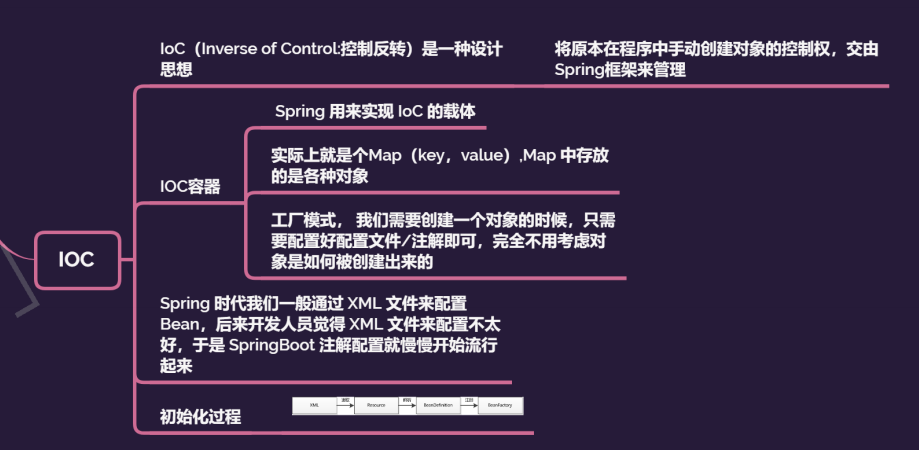 IoC（Inverse of Control:控制反转）是一种设计
思想
将原本在程序中手动创建对象的控制权，交由
Spring框架来管理
Spring 用来实现 IoC 的载体
实际上就是个Map（key，value）,Map 中存放
的是各种对象
IOC容器
工厂模式， 我们需要创建一个对象的时候，只需
要配置好配置文件/注解即可，完全不用考虑对
象是如何被创建出来的
IOC
Spring 时代我们一般通过 XML 文件来配置
Bean，后来开发人员觉得 XML 文件来配置不太
好，于是 SpringBoot 注解配置就慢慢开始流行
起来
初始化过程
XML 读取 Resource 解析 BeanDefinition 注册 BeanFactory